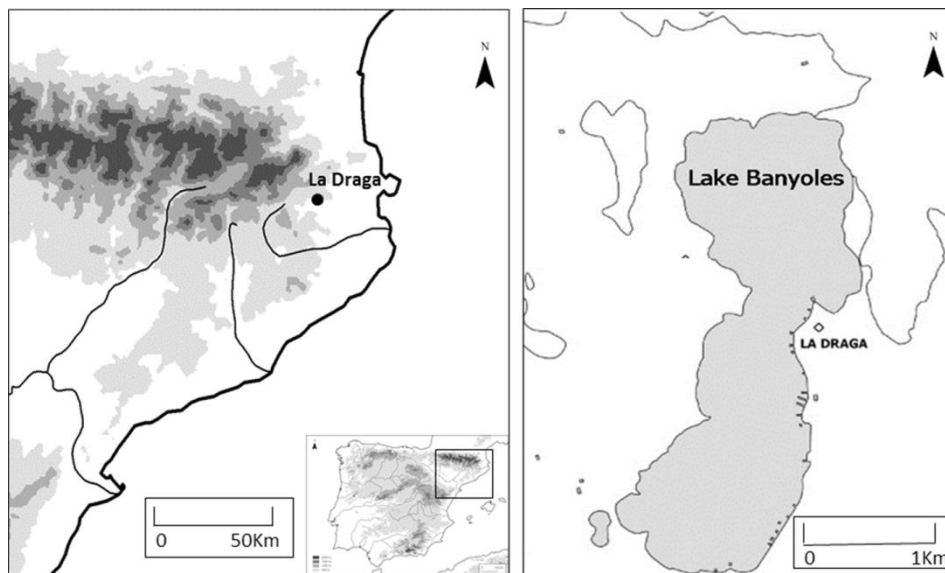 N
La Draga
0 50Km
N
Lake Banyoles
LA DRAGA
0 1Km